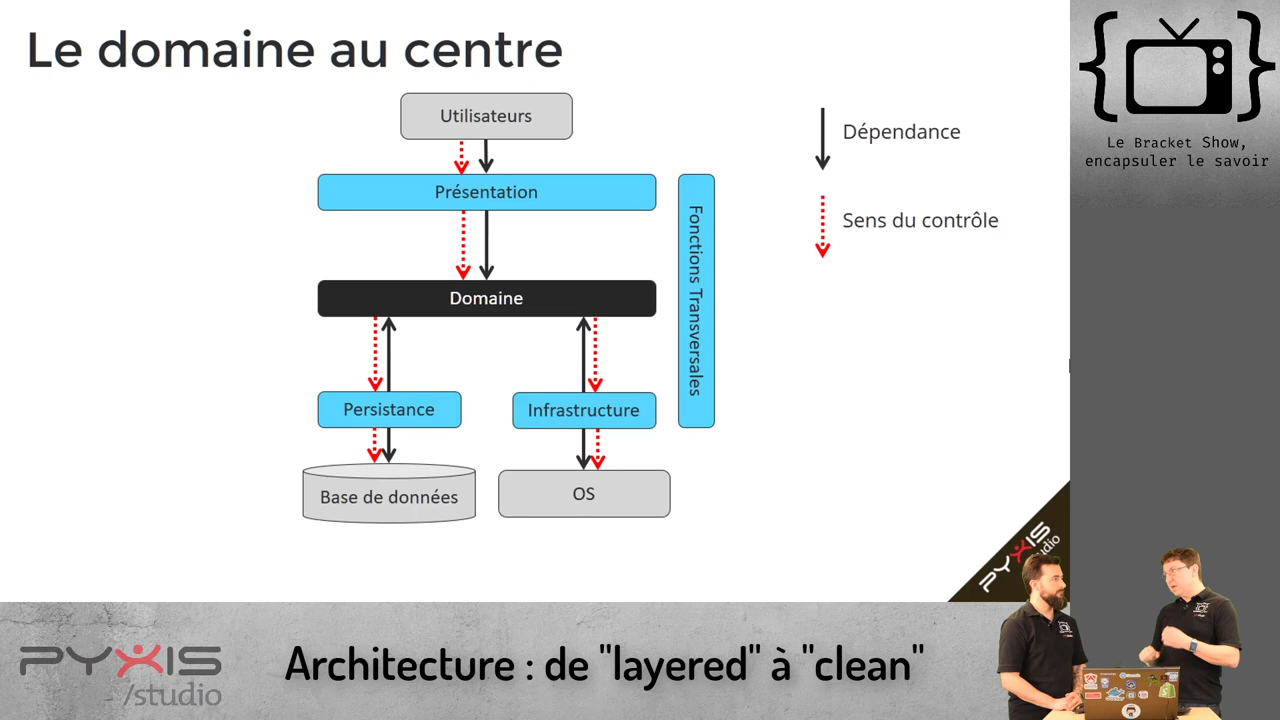 Le domaine au centre
Utilisateurs
Présentation
Domaine
Persistance
Infrastructure
Base de données
OS
Fonctions Transversales
Dépendance
Sens du contrôle
Le Bracket Show,
encapsuler le savoir
PYXIS
studio
PYXIS
/studio
Architecture : de "layered" à "clean"